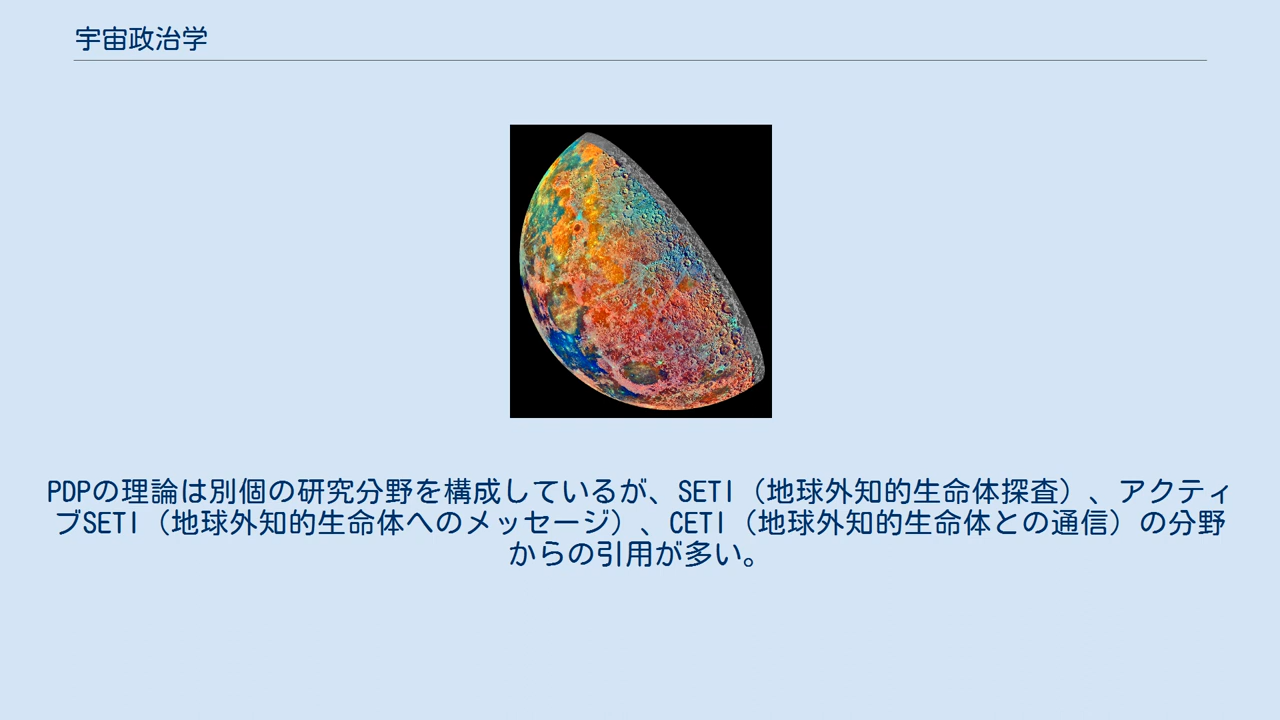 宇宙政治学
PDPの理論は別個の研究分野を構成しているが、SETI（地球外知的生命体探査）、アクティ
ブSETI（地球外知的生命体へのメッセージ）、CETI（地球外知的生命体との通信）の分野
からの引用が多い。